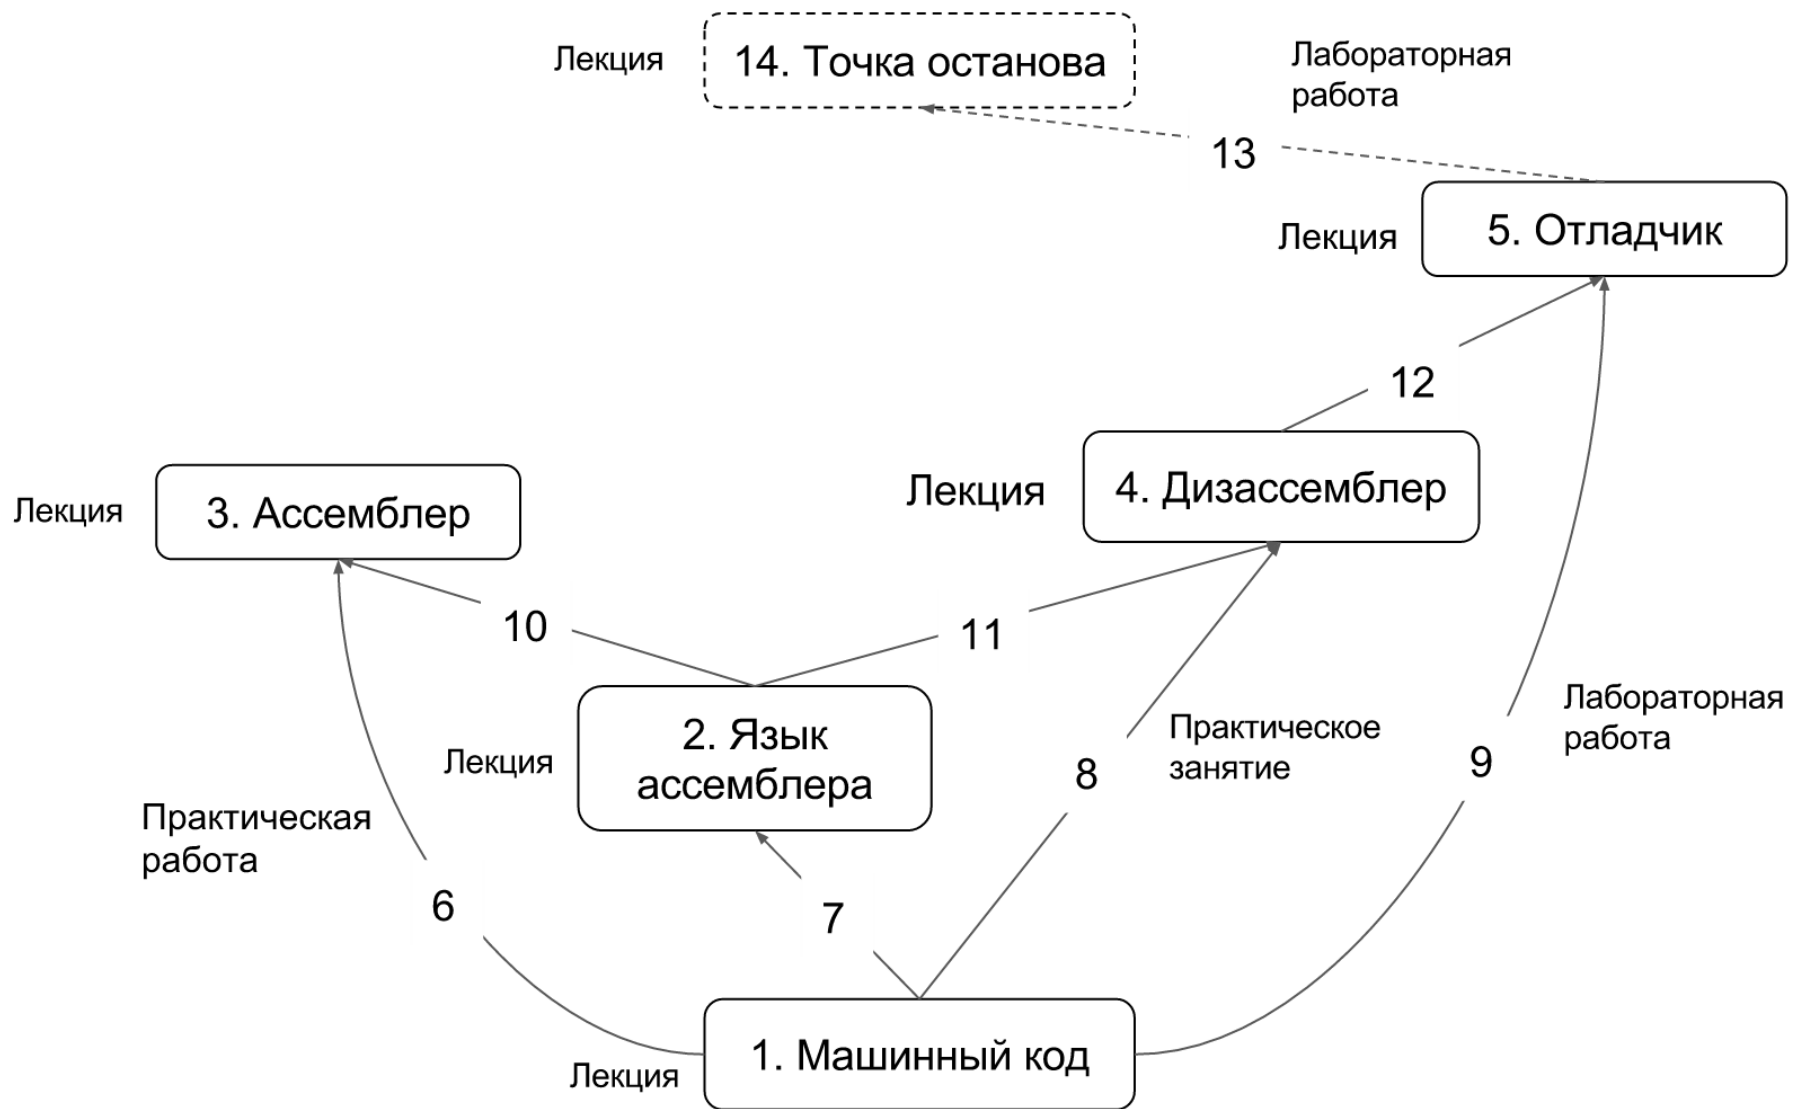 Лекция
14. Точка останова
Лабораторная
работа
13
Лекция
5. Отладчик
12
Лекция
3. Ассемблер
Лекция
4. Дизассемблер
10
11
Лекция
2. Язык
ассемблера
Практическое
занятие
8
9
Лабораторная
работа
Практическая
работа
6
7
Лекция
1. Машинный код